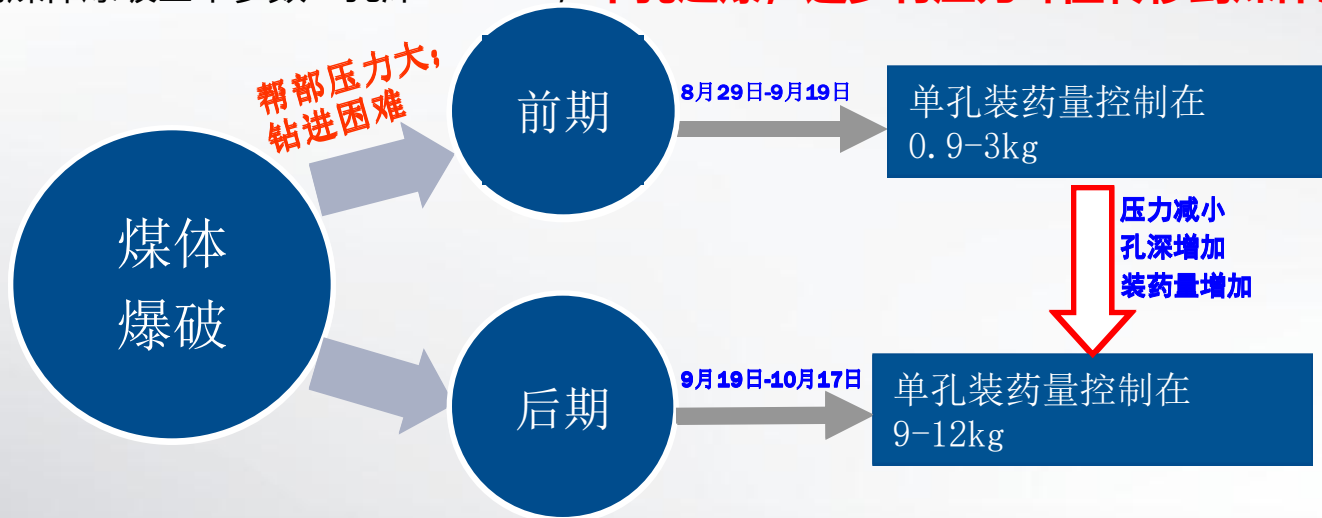 帮部压力大；
钻进困难
前期
8月29日-9月19日
单孔装药量控制在
0.9-3kg
煤体
爆破
压力减小
孔深增加
装药量增加
后期
9月19日-10月17日
单孔装药量控制在
9-12kg